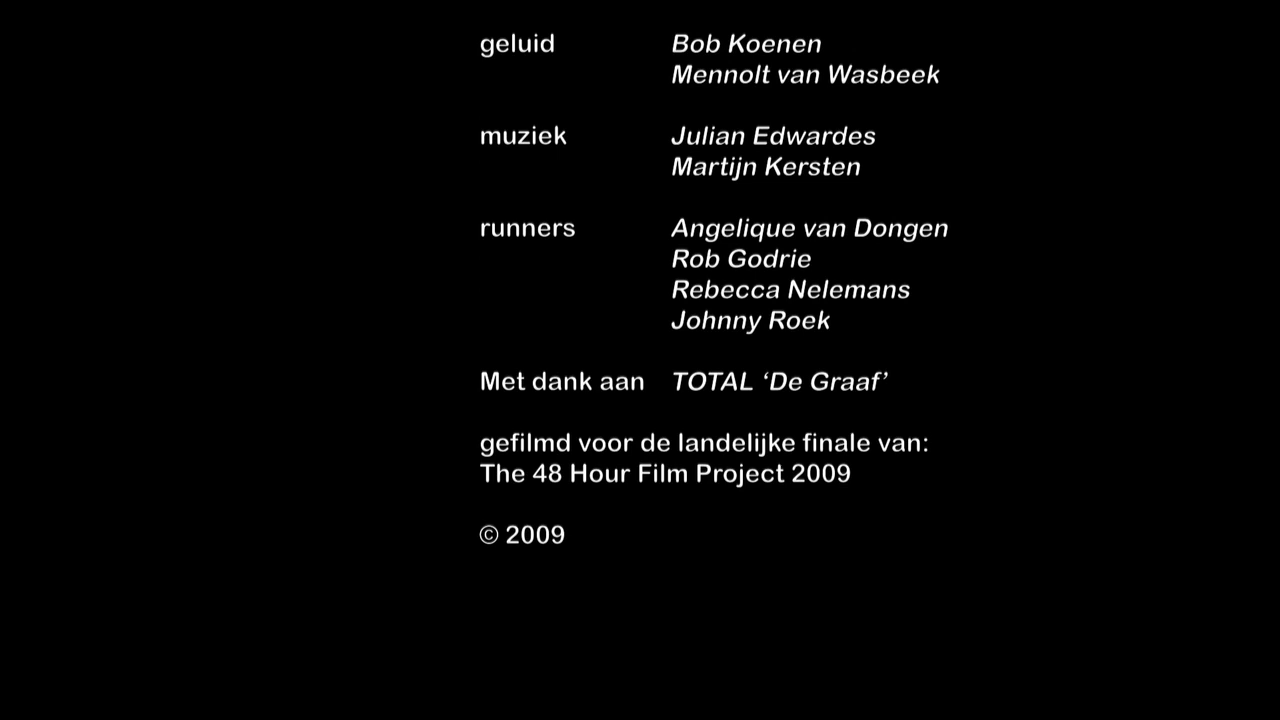 geluid Bob Koenen
Mennolt van Wasbeek
muziek Julian Edwardes
Martijn Kersten
runners Angelique van Dongen
Rob Godrie
Rebecca Nelemans
Johnny Roek
Met dank aan TOTAL ‘De Graaf’
gefilmd voor de landelijke finale van:
The 48 Hour Film Project 2009
© 2009